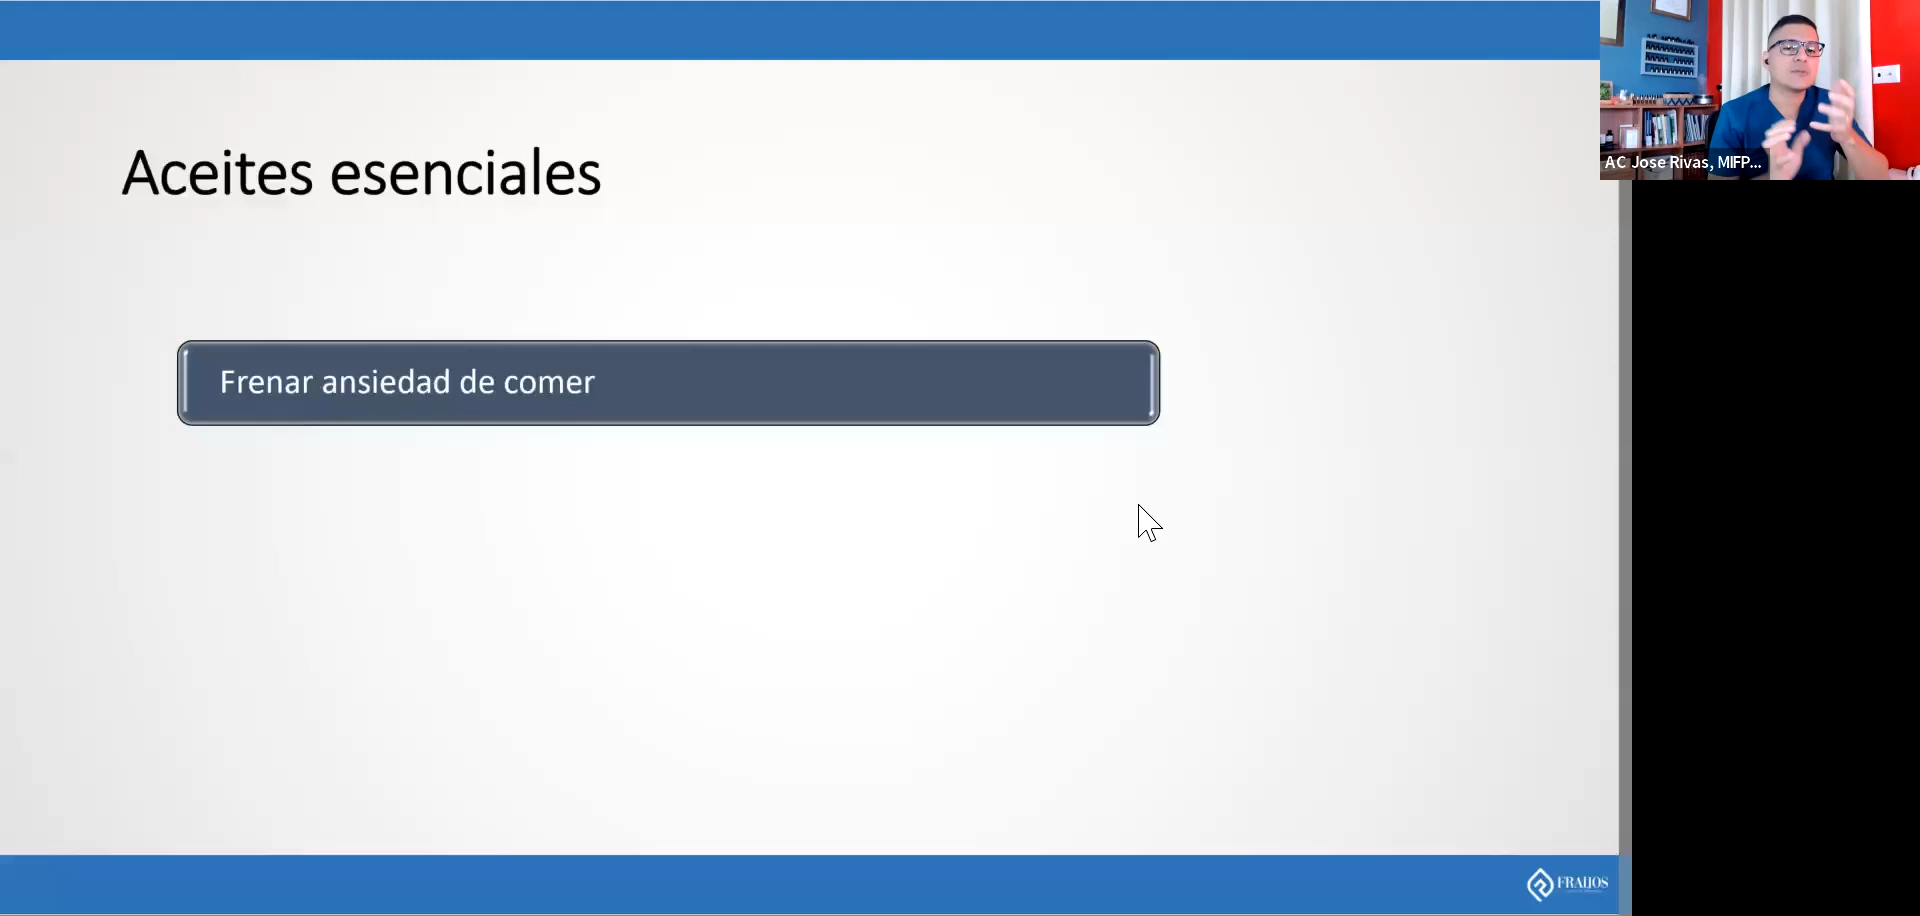 AC Jose Rivas, MIFP...
Aceites esenciales
Frenar ansiedad de comer
FRAIJOS